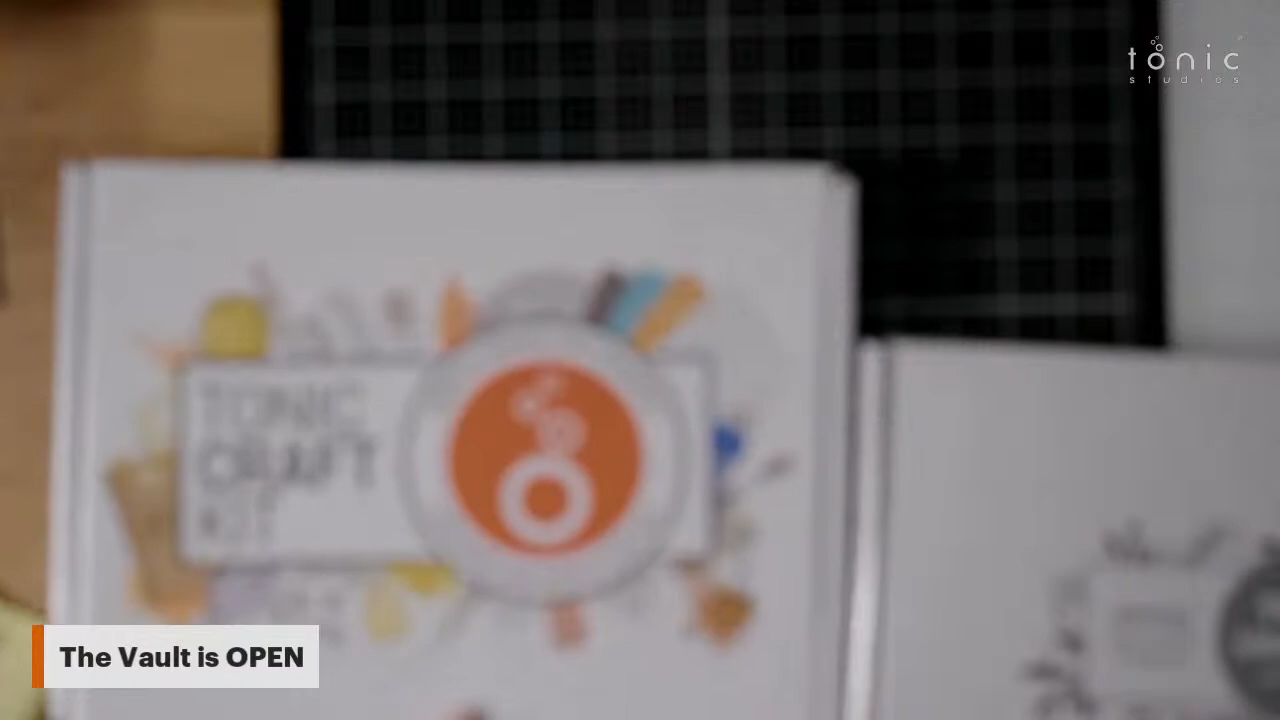 tonic
studios
TONIC
CRAFT
KIT
The Vault is OPEN